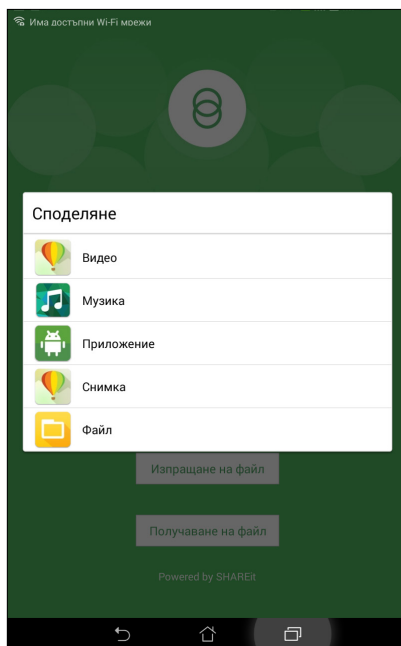 Има достъпни Wi-Fi мрежи
Споделяне
Видео
Музика
Приложение
Снимка
Файл
Изпращане на файл
Получаване на файл
Powered by SHAREit